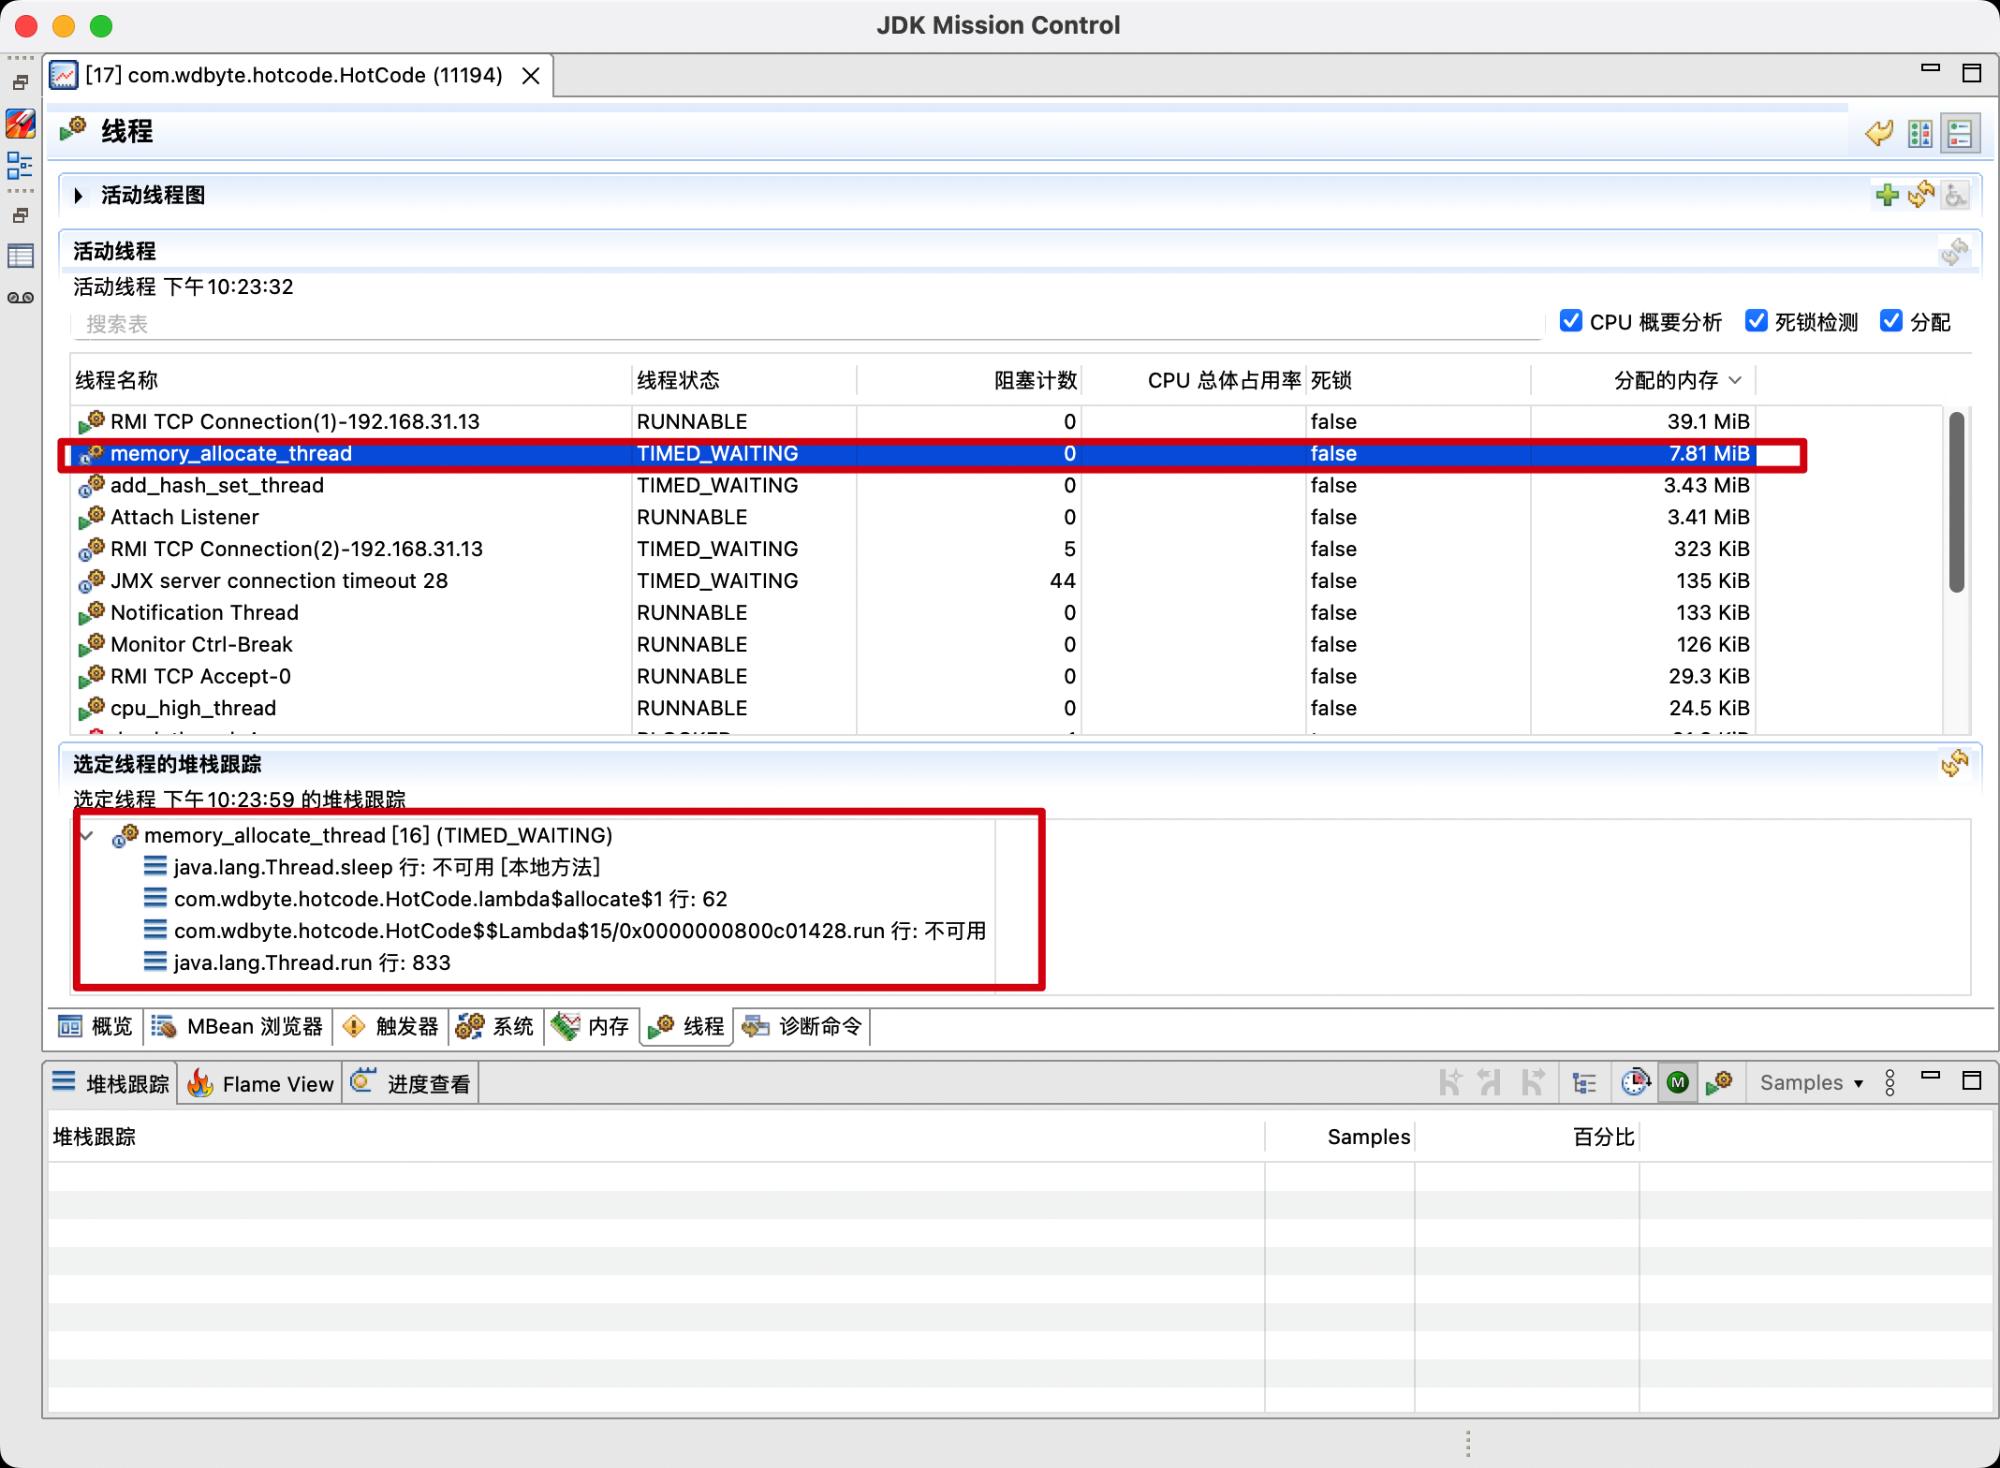 JDK Mission Control
[17] com.wdbyte.hotcode.HotCode (11194)
线程
活动线程图
活动线程
活动线程 下午10:23:32
搜索表
CPU 概要分析 死锁检测 分配
线程名称 线程状态 阻塞计数 CPU 总体占用率 死锁 分配的内存
RMI TCP Connection(1)-192.168.31.13 RUNNABLE 0 false 39.1 MiB
memory_allocate_thread TIMED_WAITING 0 false 7.81 MiB
add_hash_set_thread TIMED_WAITING 0 false 3.43 MiB
Attach Listener RUNNABLE 0 false 3.41 MiB
RMI TCP Connection(2)-192.168.31.13 TIMED_WAITING 5 false 323 KiB
JMX server connection timeout 28 TIMED_WAITING 44 false 135 KiB
Notification Thread RUNNABLE 0 false 133 KiB
Monitor Ctrl-Break RUNNABLE 0 false 126 KiB
RMI TCP Accept-0 RUNNABLE 0 false 29.3 KiB
cpu_high_thread RUNNABLE 0 false 24.5 KiB
选定线程的堆栈跟踪
选定线程 下午10:23:59 的堆栈跟踪
memory_allocate_thread [16] (TIMED_WAITING)
java.lang.Thread.sleep 行: 不可用 [本地方法]
com.wdbyte.hotcode.HotCode.lambda$allocate$1 行: 62
com.wdbyte.hotcode.HotCode$$Lambda$15/0x0000000800c01428.run 行: 不可用
java.lang.Thread.run 行: 833
概览 MBean 浏览器 触发器 系统 内存 线程 诊断命令
堆栈跟踪 Flame View 进度查看 M Samples
堆栈跟踪 Samples 百分比